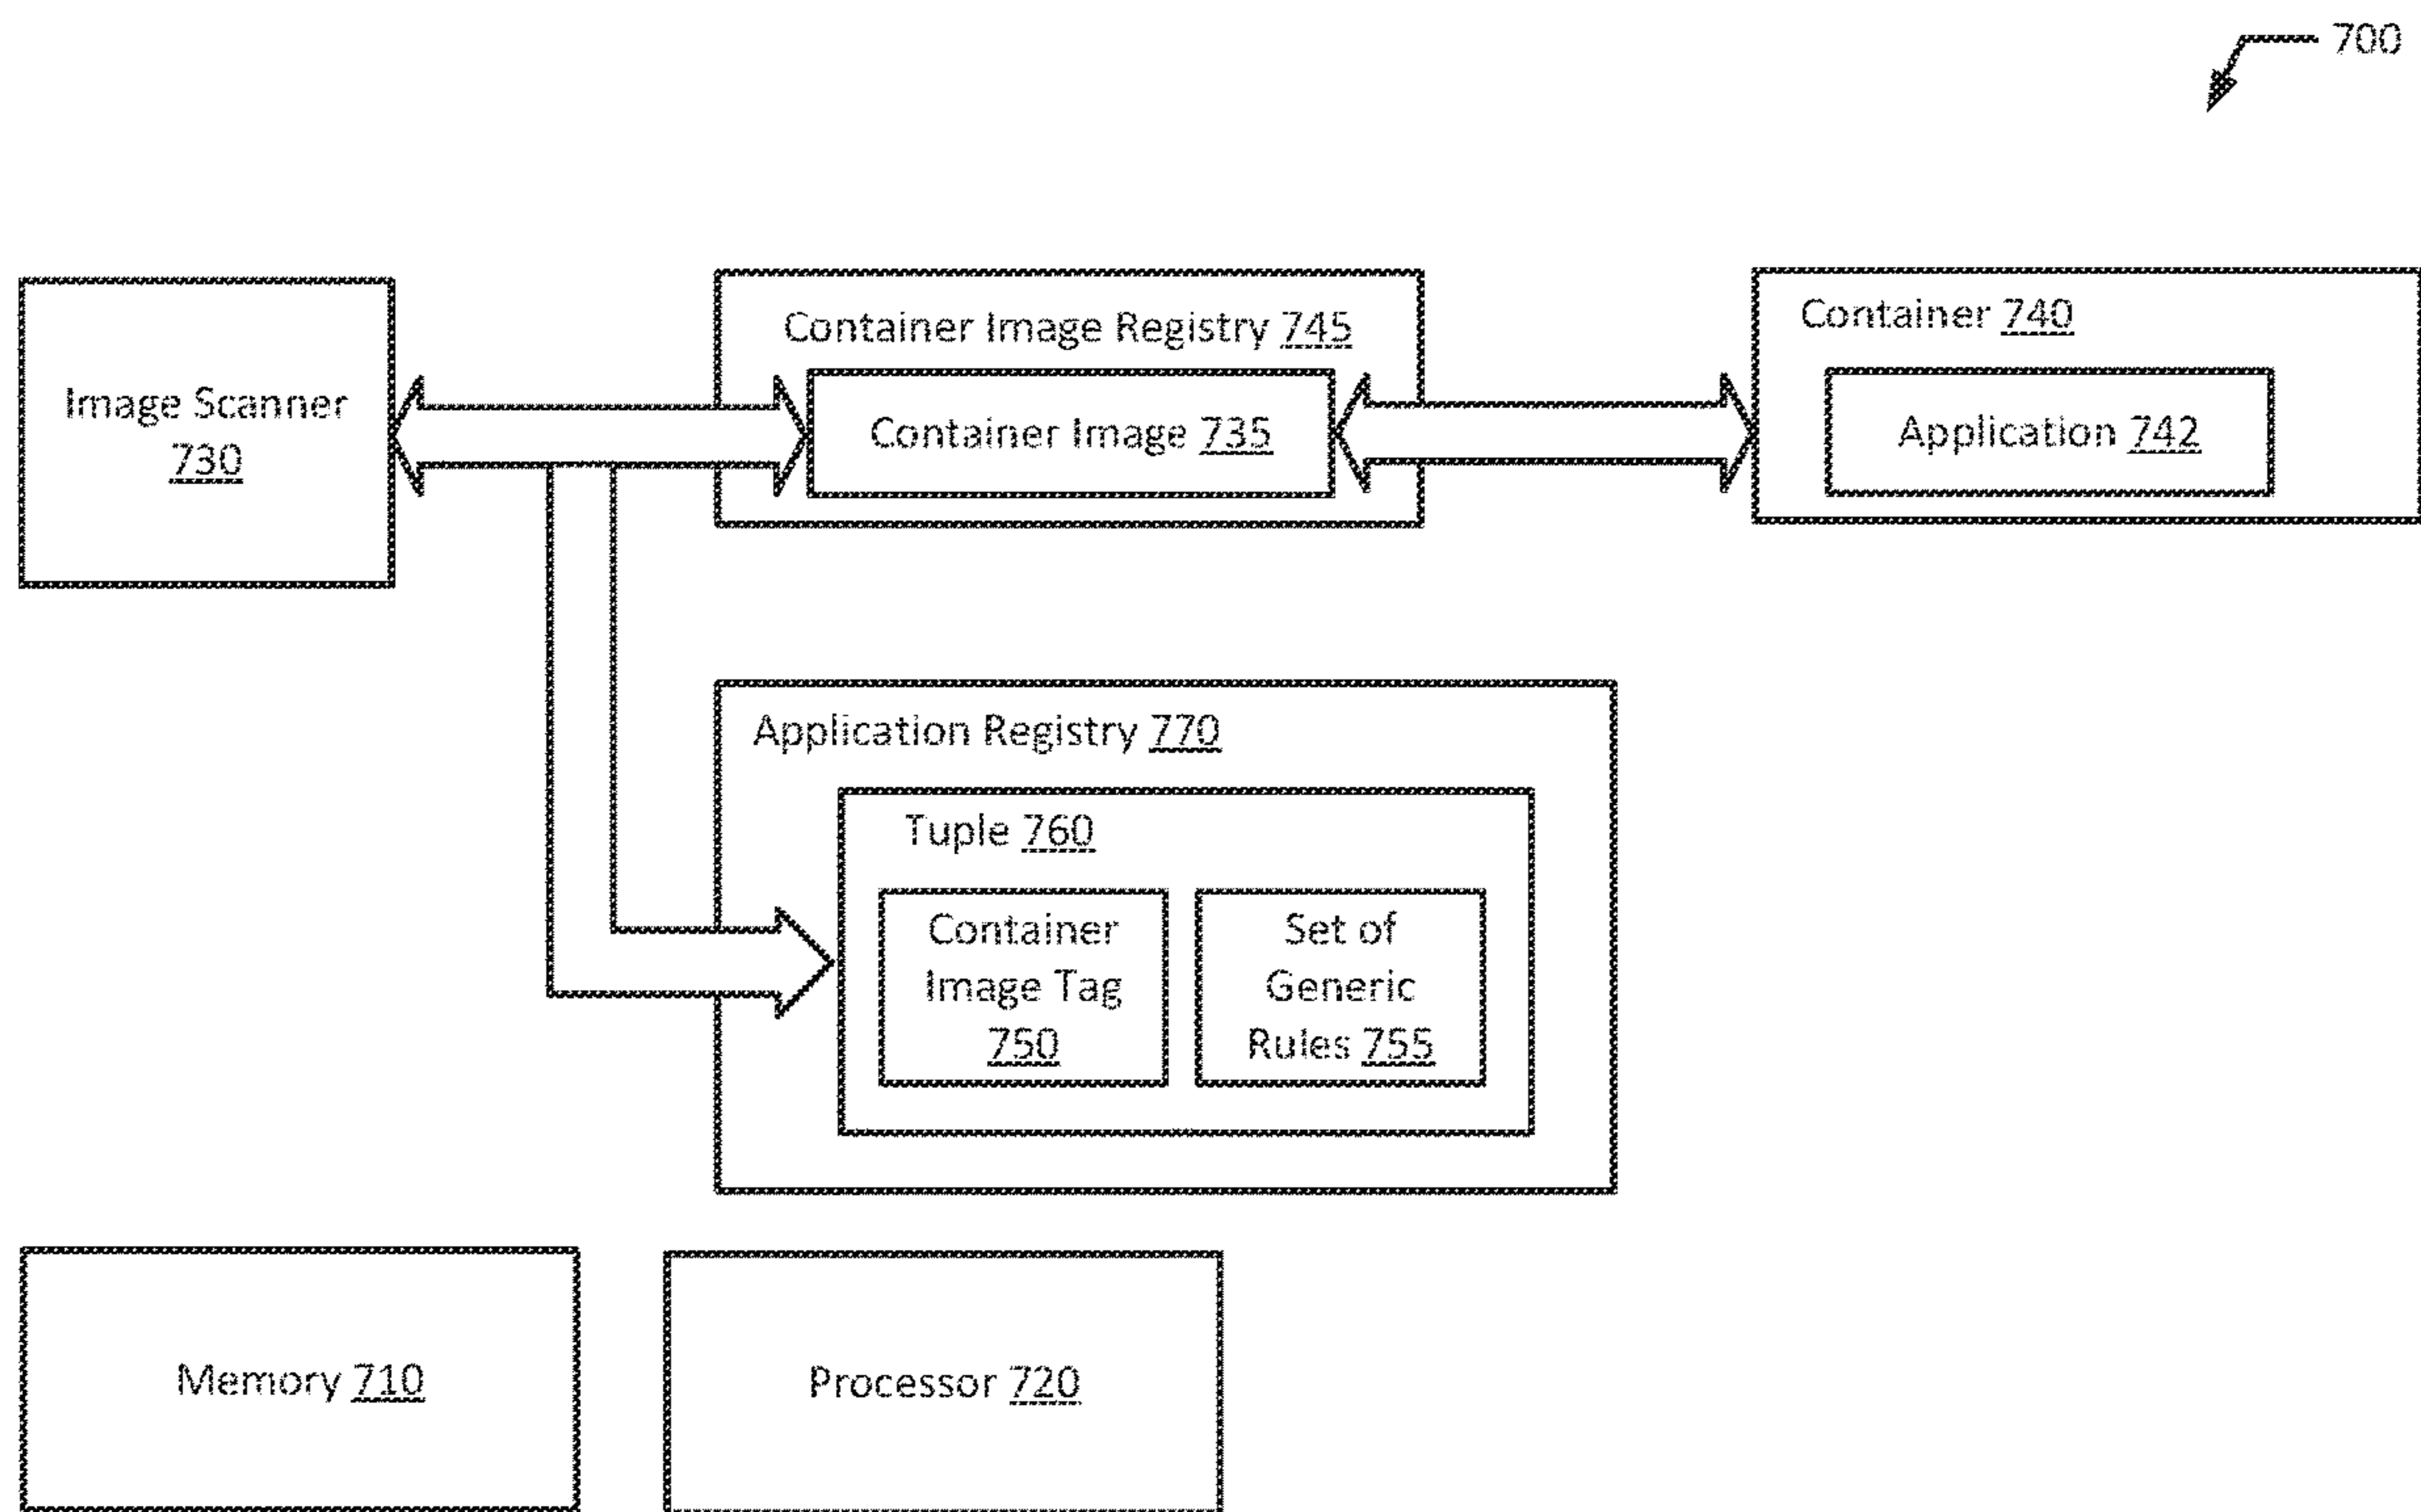 700
Container Image Registry 745
Container 740
Image Scanner
730
Container Image 735
Application 742
Application Registry 770
Tuple 760
Container
Image Tag
750
Set of
Generic
Rules 755
Memory 710
Processor 720